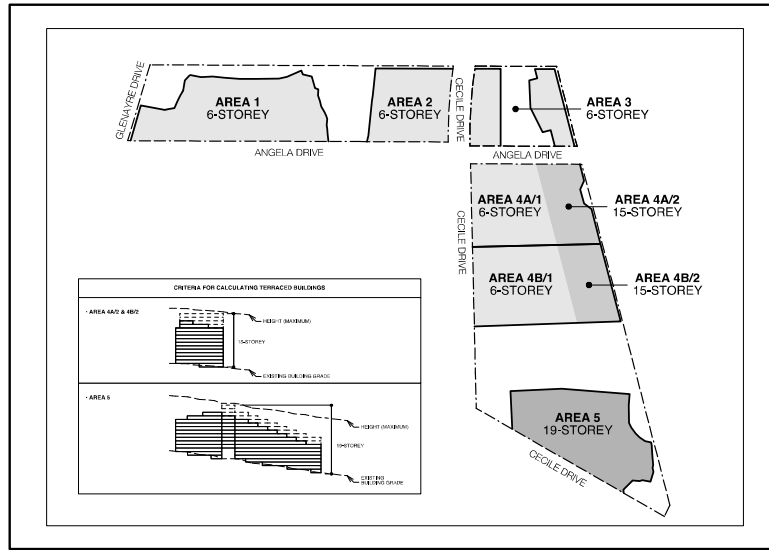 GLENAYRE DRIVE
AREA 1
6-STOREY
AREA 2
6-STOREY
CECILE DRIVE
AREA 3
6-STOREY
ANGELA DRIVE
ANGELA DRIVE
CECILE DRIVE
AREA 4A/1
6-STOREY
AREA 4A/2
15-STOREY
AREA 4B/1
6-STOREY
AREA 4B/2
15-STOREY
AREA 5
19-STOREY
CECILE DRIVE
CRITERIA FOR CALCULATING TERRACED BUILDINGS
· AREA 4A/2 & 4B/2
HEIGHT (MAXIMUM)
15-STOREY
EXISTING BUILDING GRADE
· AREA 5
HEIGHT (MAXIMUM)
19-STOREY
EXISTING
BUILDING GRADE